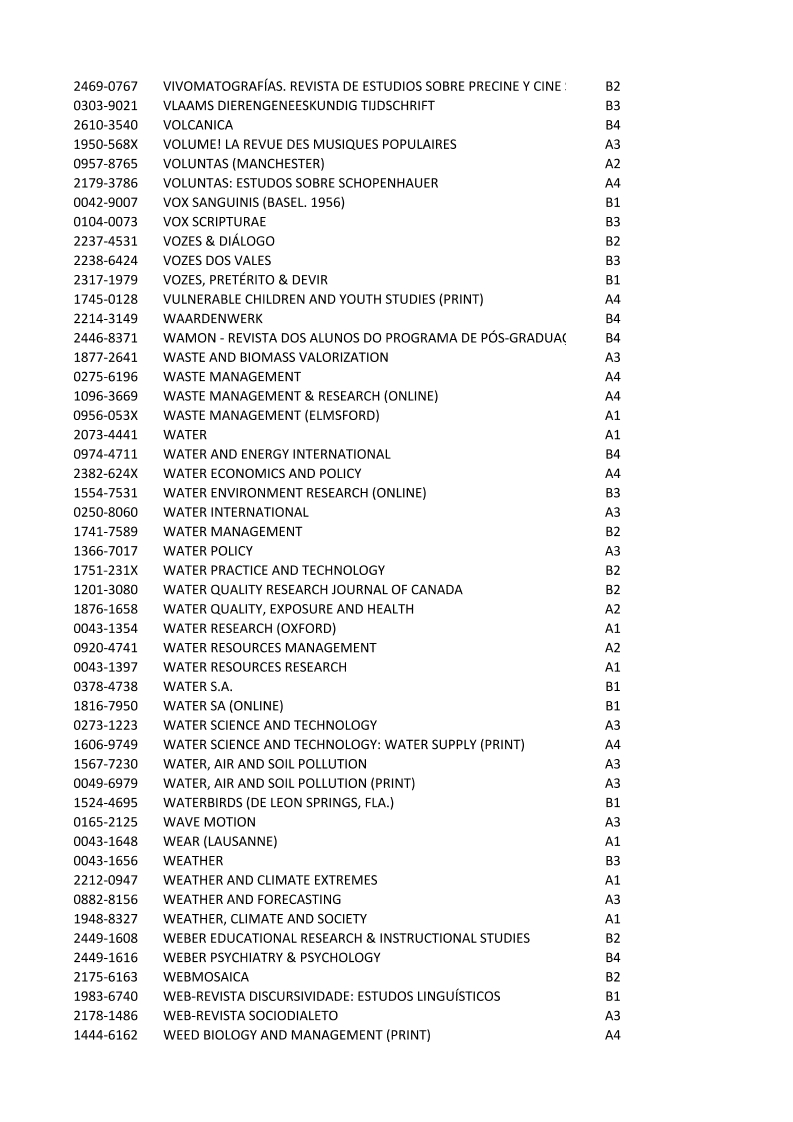 2469-0767 VIVOMATOGRAFÍAS. REVISTA DE ESTUDIOS SOBRE PRECINE Y CINE B2
0303-9021 VLAAMS DIERENGENEESKUNDIG TIJDSCHRIFT B3
2610-3540 VOLCANICA B4
1950-568X VOLUME! LA REVUE DES MUSIQUES POPULAIRES A3
0957-8765 VOLUNTAS (MANCHESTER) A2
2179-3786 VOLUNTAS: ESTUDOS SOBRE SCHOPENHAUER A4
0042-9007 VOX SANGUINIS (BASEL. 1956) B1
0104-0073 VOX SCRIPTURAE B3
2237-4531 VOZES & DIÁLOGO B2
2238-6424 VOZES DOS VALES B3
2317-1979 VOZES, PRETÉRITO & DEVIR B1
1745-0128 VULNERABLE CHILDREN AND YOUTH STUDIES (PRINT) A4
2214-3149 WAARDENWERK B4
2446-8371 WAMON - REVISTA DOS ALUNOS DO PROGRAMA DE PÓS-GRADUAÇ B4
1877-2641 WASTE AND BIOMASS VALORIZATION A3
0275-6196 WASTE MANAGEMENT A4
1096-3669 WASTE MANAGEMENT & RESEARCH (ONLINE) A4
0956-053X WASTE MANAGEMENT (ELMSFORD) A1
2073-4441 WATER A1
0974-4711 WATER AND ENERGY INTERNATIONAL B4
2382-624X WATER ECONOMICS AND POLICY A4
1554-7531 WATER ENVIRONMENT RESEARCH (ONLINE) B3
0250-8060 WATER INTERNATIONAL A3
1741-7589 WATER MANAGEMENT B2
1366-7017 WATER POLICY A3
1751-231X WATER PRACTICE AND TECHNOLOGY B2
1201-3080 WATER QUALITY RESEARCH JOURNAL OF CANADA B2
1876-1658 WATER QUALITY, EXPOSURE AND HEALTH A2
0043-1354 WATER RESEARCH (OXFORD) A1
0920-4741 WATER RESOURCES MANAGEMENT A2
0043-1397 WATER RESOURCES RESEARCH A1
0378-4738 WATER S.A. B1
1816-7950 WATER SA (ONLINE) B1
0273-1223 WATER SCIENCE AND TECHNOLOGY A3
1606-9749 WATER SCIENCE AND TECHNOLOGY: WATER SUPPLY (PRINT) A4
1567-7230 WATER, AIR AND SOIL POLLUTION A3
0049-6979 WATER, AIR AND SOIL POLLUTION (PRINT) A3
1524-4695 WATERBIRDS (DE LEON SPRINGS, FLA.) B1
0165-2125 WAVE MOTION A3
0043-1648 WEAR (LAUSANNE) A1
0043-1656 WEATHER B3
2212-0947 WEATHER AND CLIMATE EXTREMES A1
0882-8156 WEATHER AND FORECASTING A3
1948-8327 WEATHER, CLIMATE AND SOCIETY A1
2449-1608 WEBER EDUCATIONAL RESEARCH & INSTRUCTIONAL STUDIES B2
2449-1616 WEBER PSYCHIATRY & PSYCHOLOGY B4
2175-6163 WEBMOSAICA B2
1983-6740 WEB-REVISTA DISCURSIVIDADE: ESTUDOS LINGUÍSTICOS B1
2178-1486 WEB-REVISTA SOCIODIALETO A3
1444-6162 WEED BIOLOGY AND MANAGEMENT (PRINT) A4